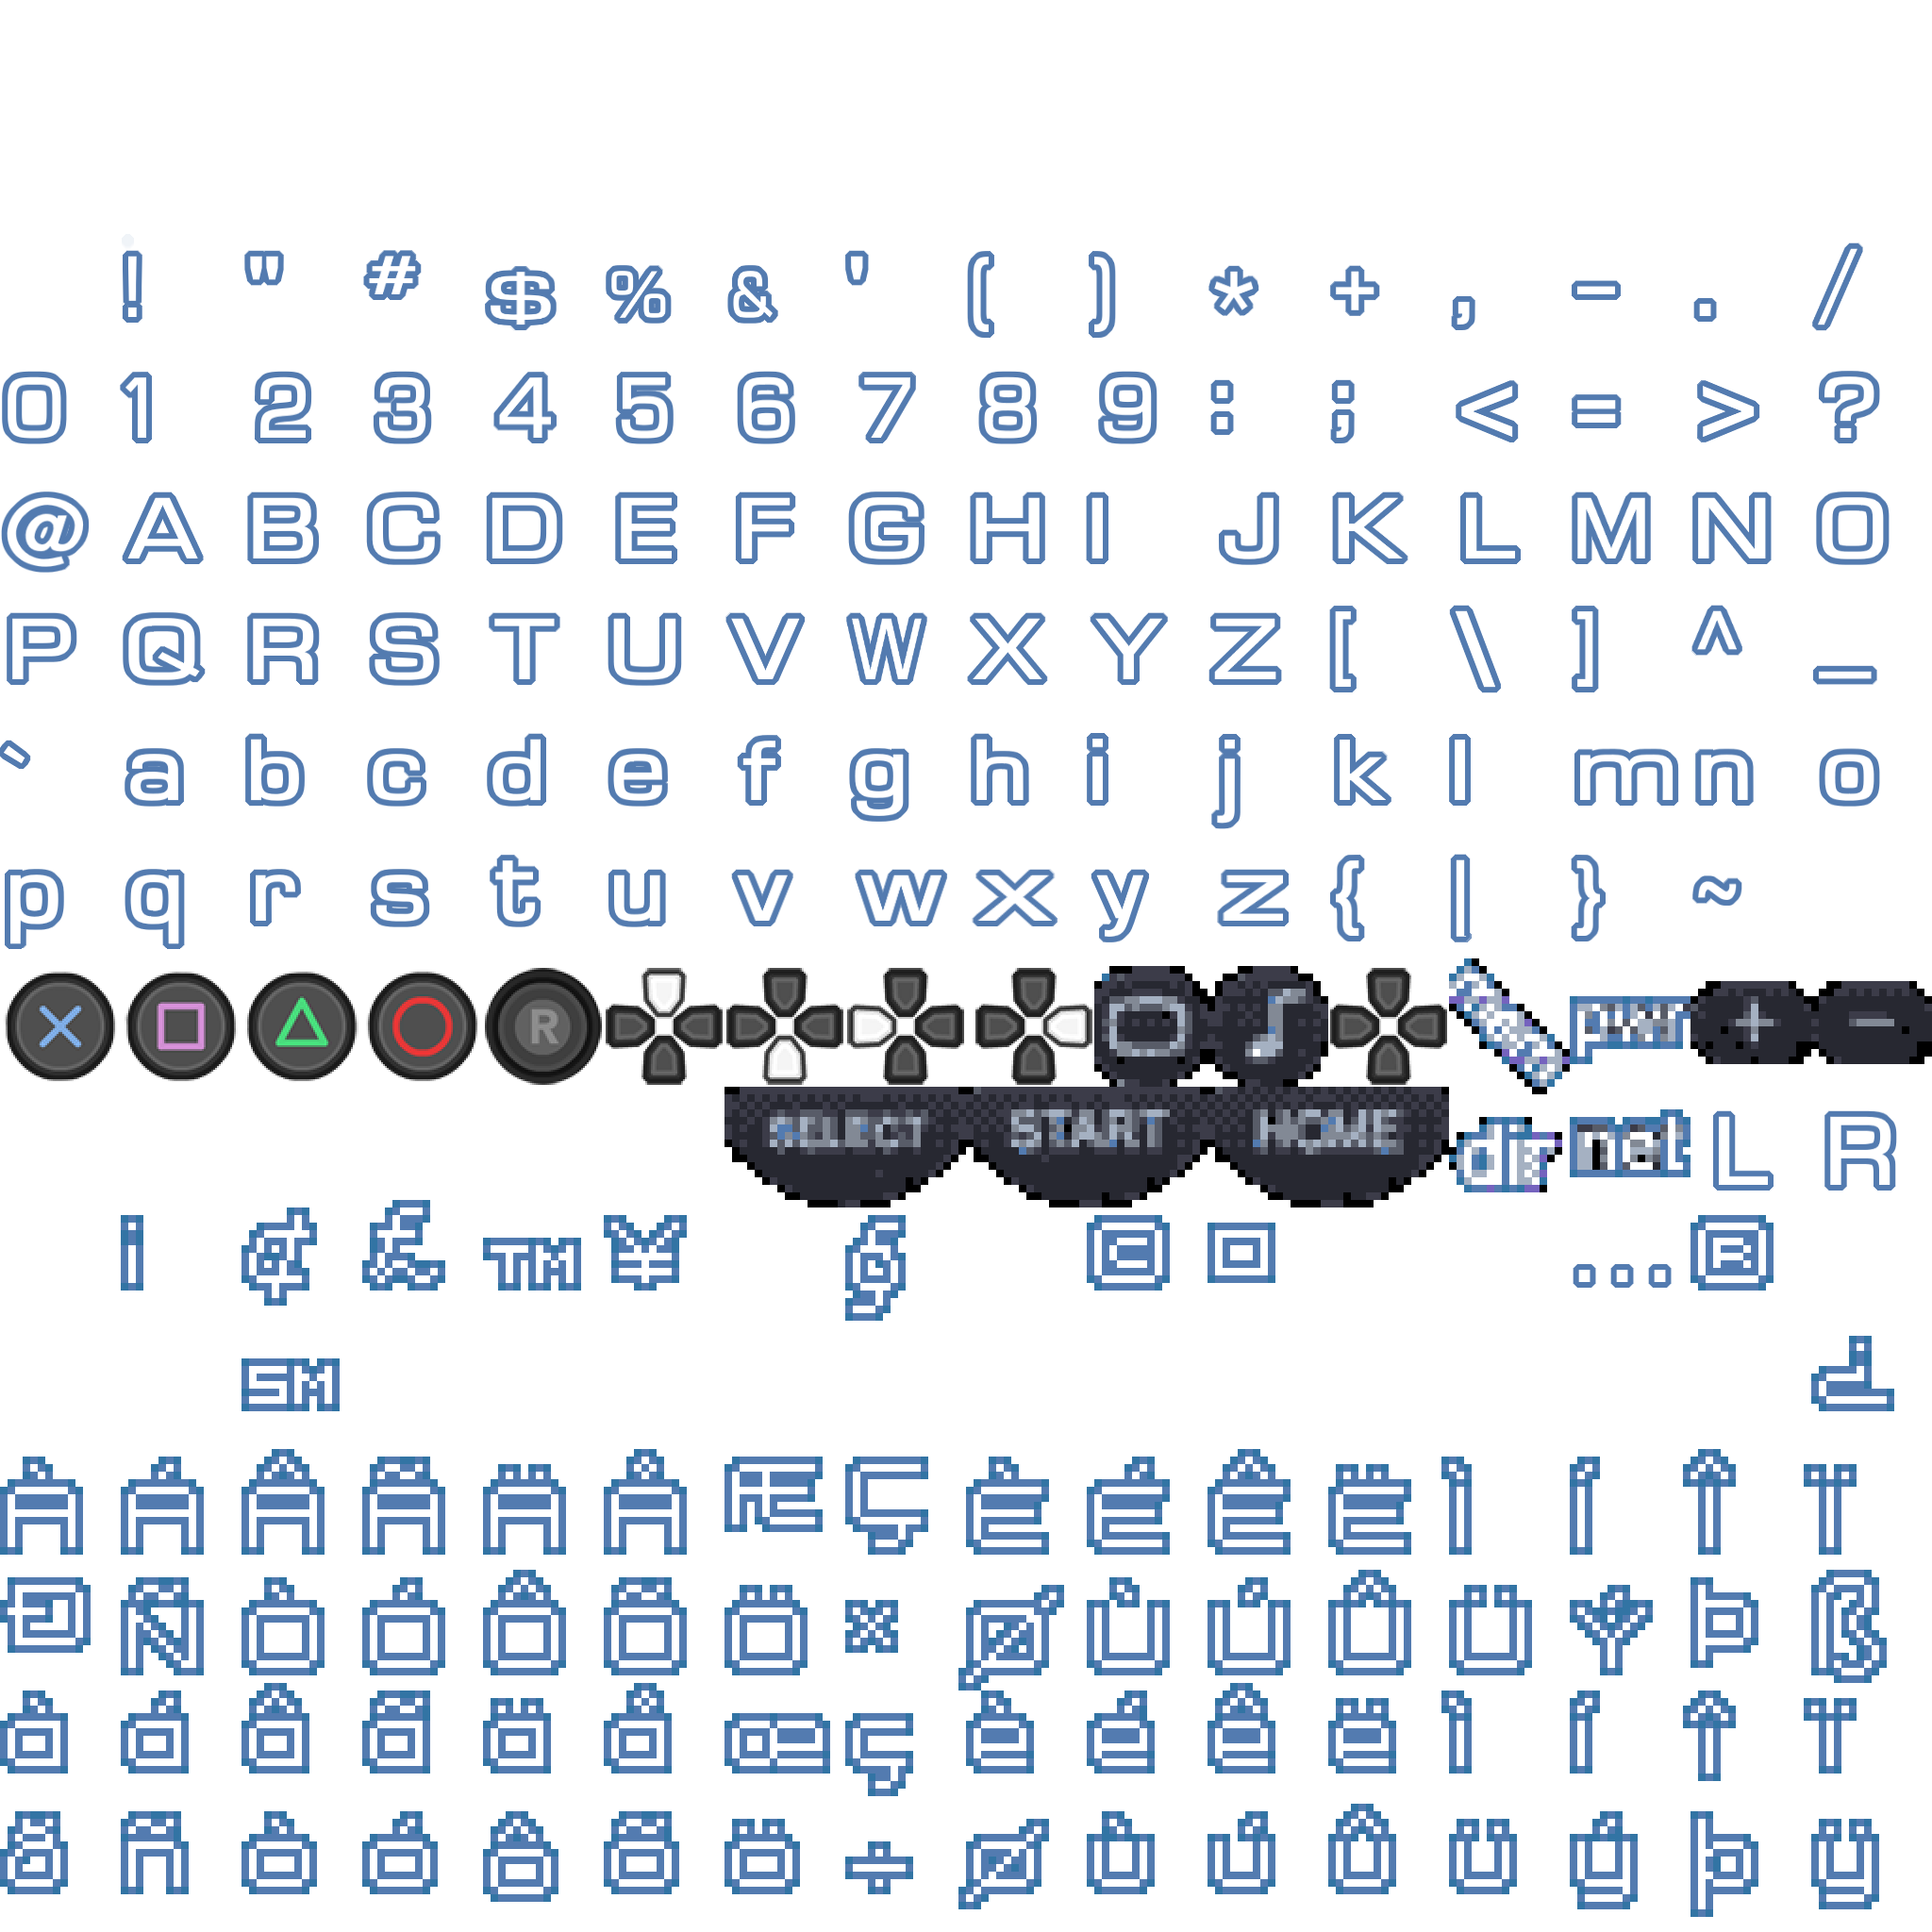 ! " # $ % & ' ( ) * + , - . /
0 1 2 3 4 5 6 7 8 9 : ; < = > ?
@ A B C D E F G H I J K L M N O
P Q R S T U V W X Y Z [ \ ] ^ _
` a b c d e f g h i j k l m n o
p q r s t u v w x y z { | } ~
R + -
SELECT START HOME L R
¢ £ TM ¥ © … ®
SM
À Á Â Ã Ä Å Æ Ç È É Ê Ë Ì Í Î Ï
Ñ Ò Ó Ô Õ Ö × Ø Ù Ú Û Ü Þ ß
à á â ã ä å æ ç è é ê ë ì í î ï
ñ ò ó ô õ ö ÷ ø ù ú û ü ý þ ÿ